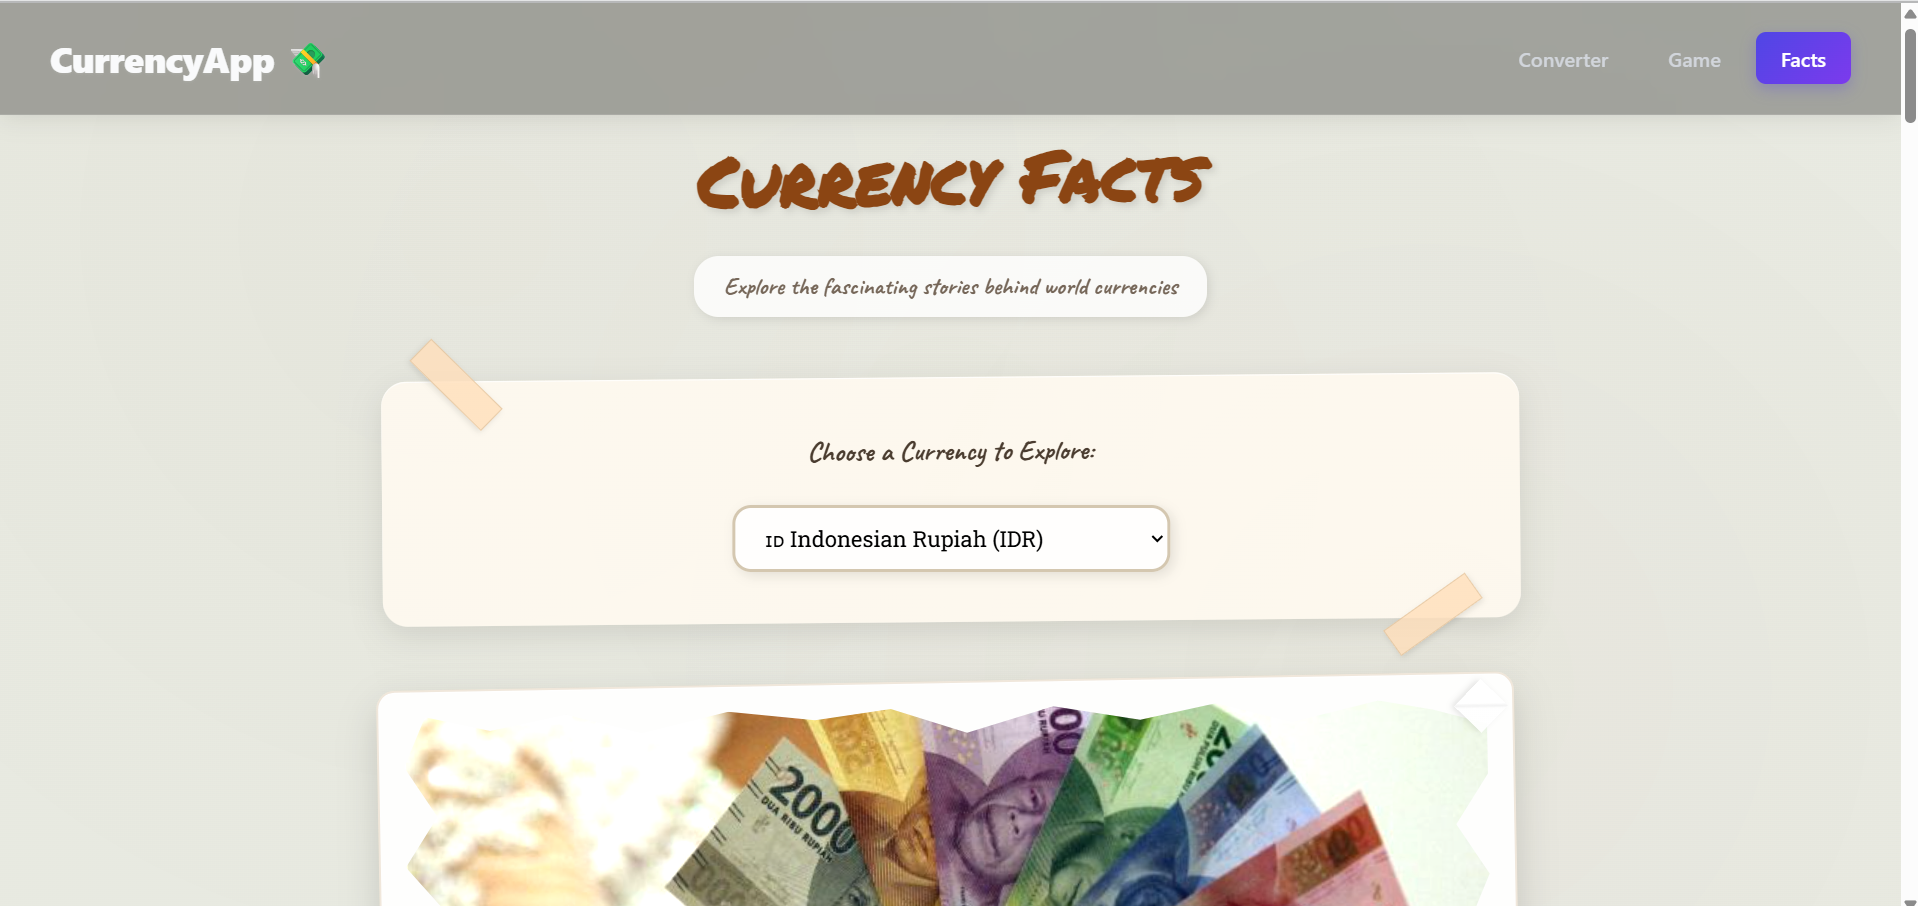 CurrencyApp
Converter
Game
Facts
Currency Facts
Explore the fascinating stories behind world currencies
Choose a Currency to Explore:
ID Indonesian Rupiah (IDR)
2000
DUA RIBU RUPIAH